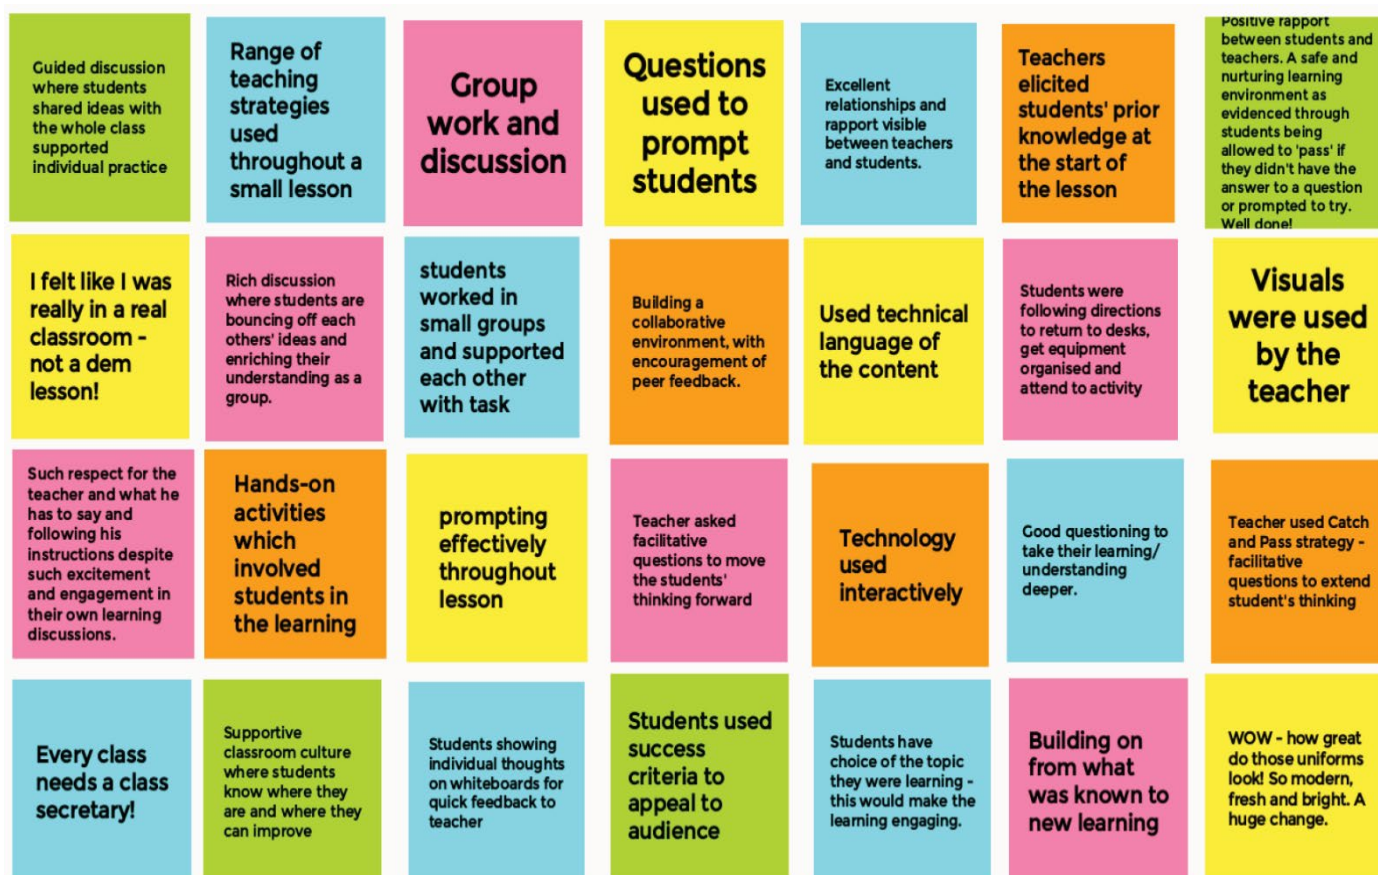 Guided discussion
where students
shared ideas with
the whole class
supported
individual practice
Range of
teaching
strategies
used
throughout a
small lesson
Group
work and
discussion
Questions
used to
prompt
students
Excellent
relationships and
rapport visible
between teachers
and students.
Teachers
elicited
students' prior
knowledge at
the start of
the lesson
Positive rapport
between students and
teachers. A safe and
nurturing learning
environment as
evidenced through
students being
allowed to 'pass' if
they didn't have the
answer to a question
or prompted to try.
Well done!
I felt like I was
really in a real
classroom -
not a dem
lesson!
Rich discussion
where students are
bouncing off each
others' ideas and
enriching their
understanding as a
group.
students
worked in
small groups
and supported
each other
with task
Building a
collaborative
environment, with
encouragement of
peer feedback.
Used technical
language of
the content
Students were
following directions
to return to desks,
get equipment
organised and
attend to activity
Visuals
were used
by the
teacher
Such respect for the
teacher and what he
has to say and
following his
instructions despite
such excitement
and engagement in
their own learning
discussions.
Hands-on
activities
which
involved
students in
the learning
prompting
effectively
throughout
lesson
Teacher asked
facilitative
questions to move
the students'
thinking forward
Technology
used
interactively
Good questioning to
take their learning/
understanding
deeper.
Teacher used Catch
and Pass strategy -
facilitative
questions to extend
student's thinking
Every class
needs a class
secretary!
Supportive
classroom culture
where students
know where they
are and where they
can improve
Students showing
individual thoughts
on whiteboards for
quick feedback to
teacher
Students used
success
criteria to
appeal to
audience
Students have
choice of the topic
they were learning -
this would make the
learning engaging.
Building on
from what
was known to
new learning
WOW - how great
do those uniforms
look! So modern,
fresh and bright. A
huge change.